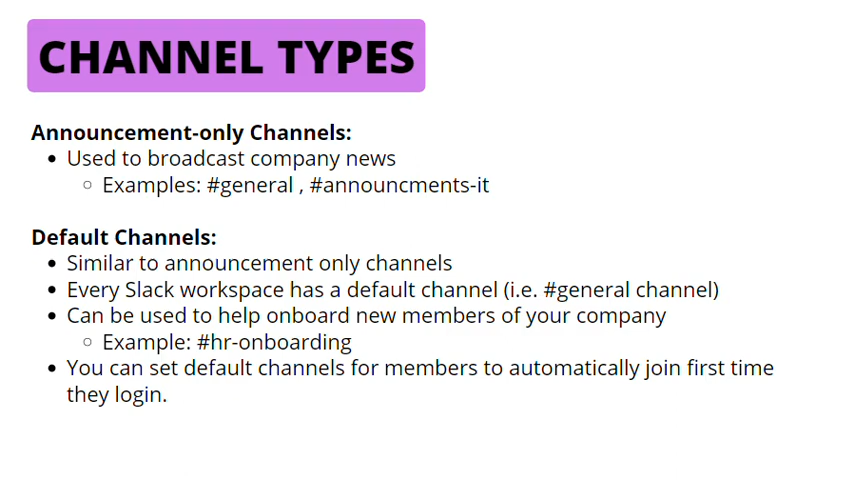 CHANNEL TYPES
Announcement-only Channels:
• Used to broadcast company news
○ Examples: #general , #announcments-it
Default Channels:
• Similar to announcement only channels
• Every Slack workspace has a default channel (i.e. #general channel)
• Can be used to help onboard new members of your company
○ Example: #hr-onboarding
• You can set default channels for members to automatically join first time
they login.